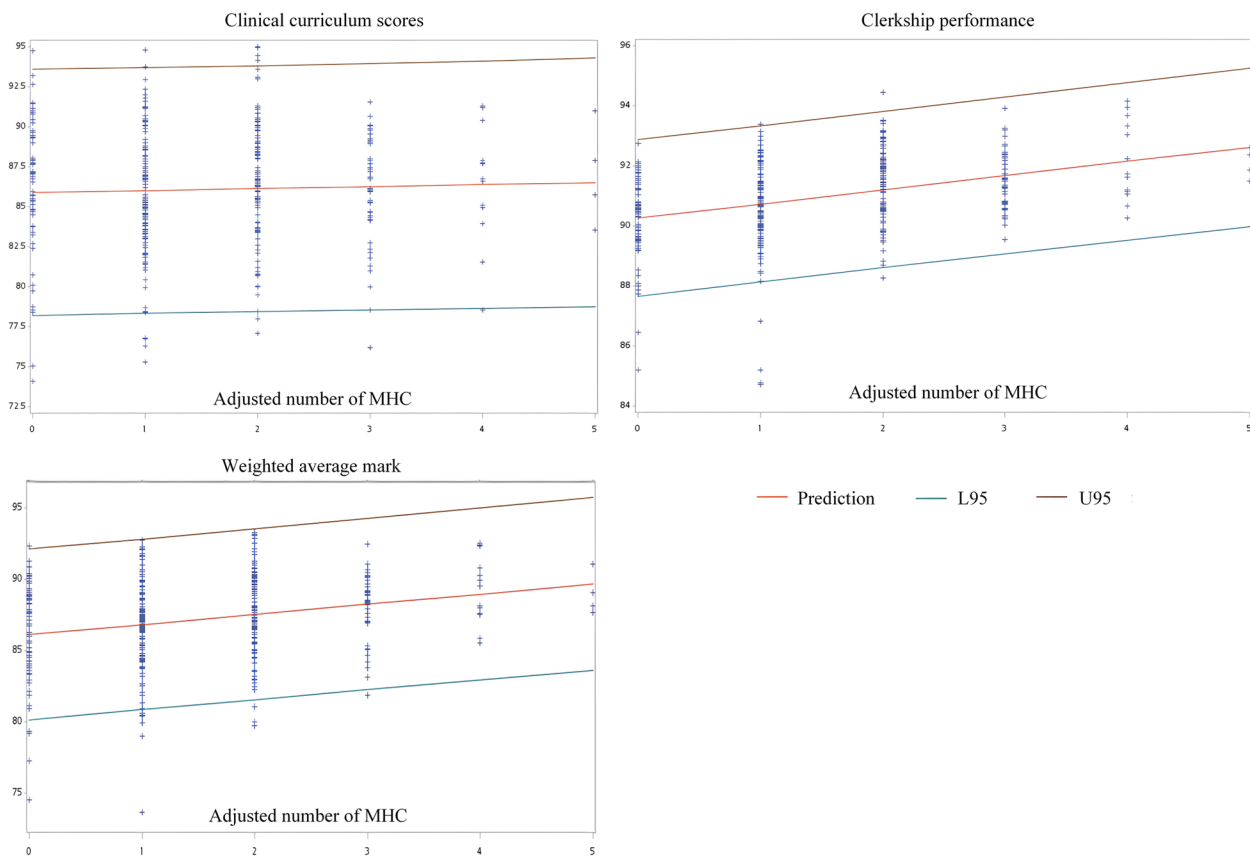 Clinical curriculum scores
95
92.5
90
87.5
85
82.5
80
77.5
75
72.5
Adjusted number of MHC
0 1 2 3 4 5
Clerkship performance
96
94
92
90
88
86
84
Adjusted number of MHC
0 1 2 3 4 5
Weighted average mark
95
90
85
80
75
Adjusted number of MHC
0 1 2 3 4 5
Prediction L95 U95